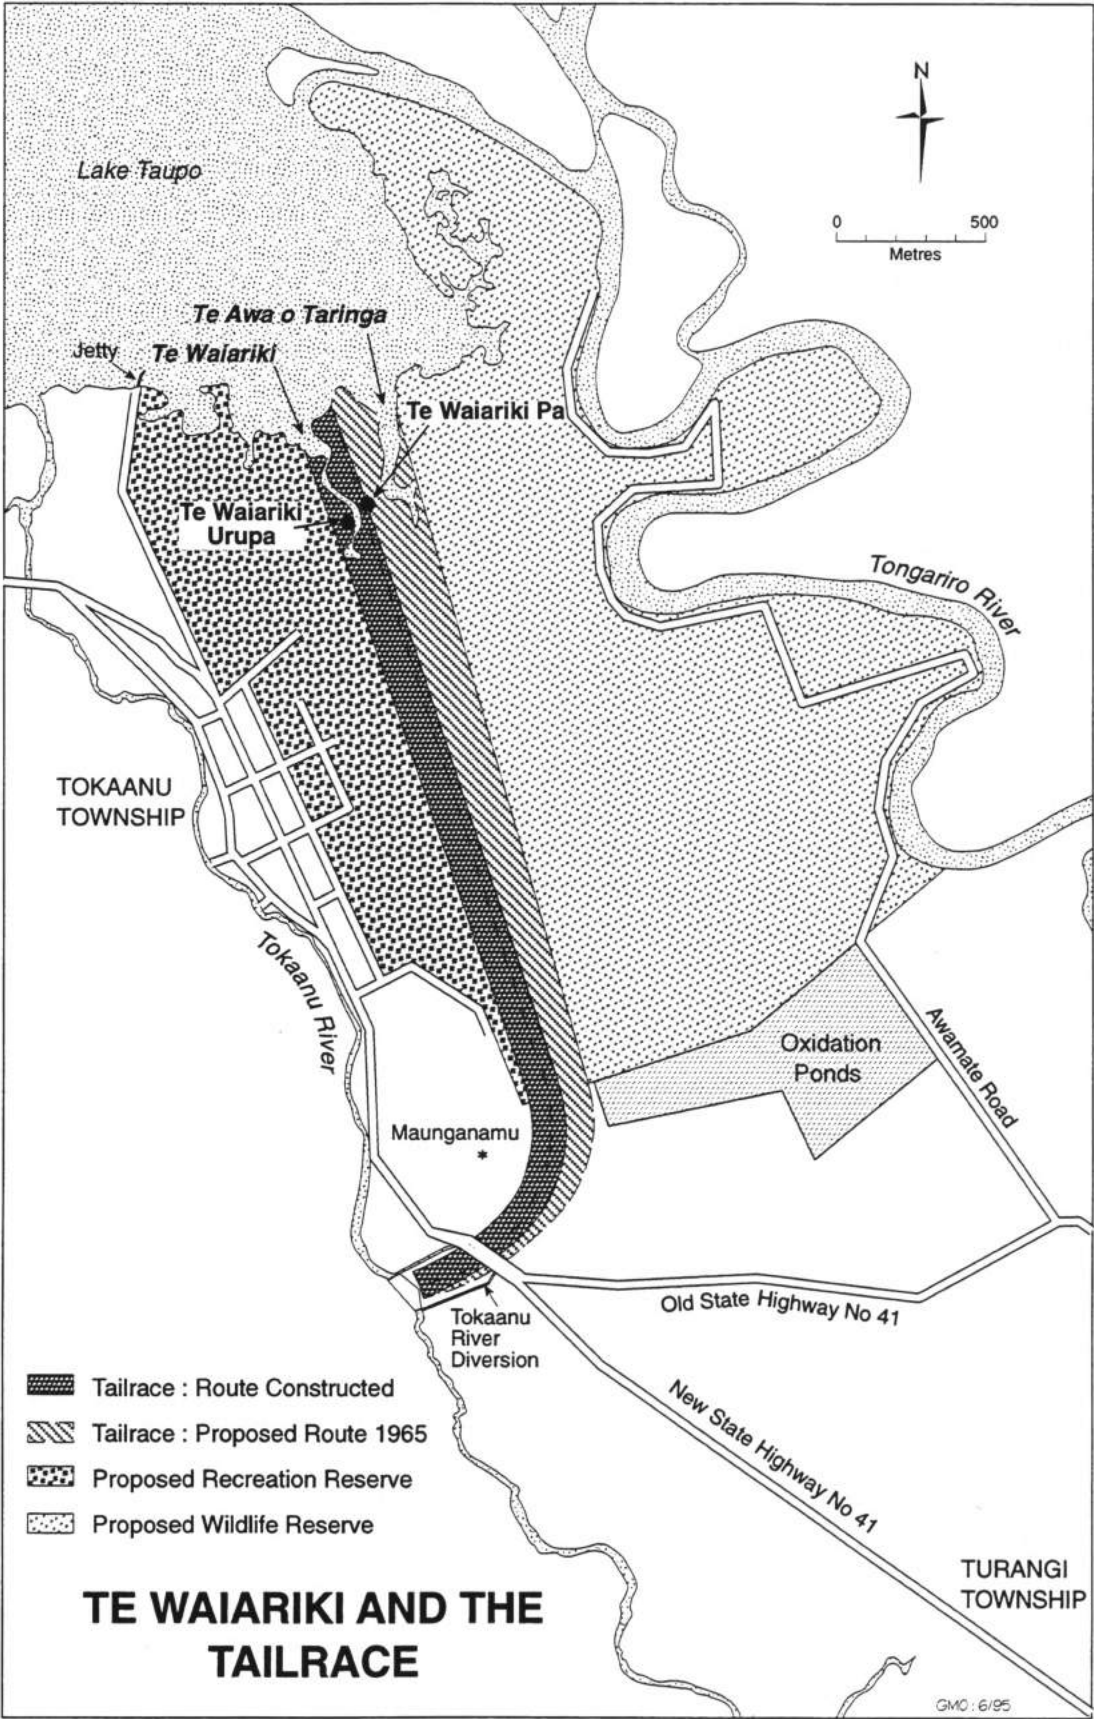 N
0 500
Metres
Lake Taupo
Te Awa o Taringa
Jetty
Te Waiariki
Te Waiariki Pa
Te Waiariki
Urupa
Tongariro River
TOKAANU
TOWNSHIP
Tokaanu River
Oxidation
Ponds
Awamate Road
Maunganamu
*
Old State Highway No 41
Tokaanu
River
Diversion
New State Highway No 41
Tailrace : Route Constructed
Tailrace : Proposed Route 1965
Proposed Recreation Reserve
Proposed Wildlife Reserve
TURANGI
TOWNSHIP
TE WAIARIKI AND THE
TAILRACE
GMO : 6/95